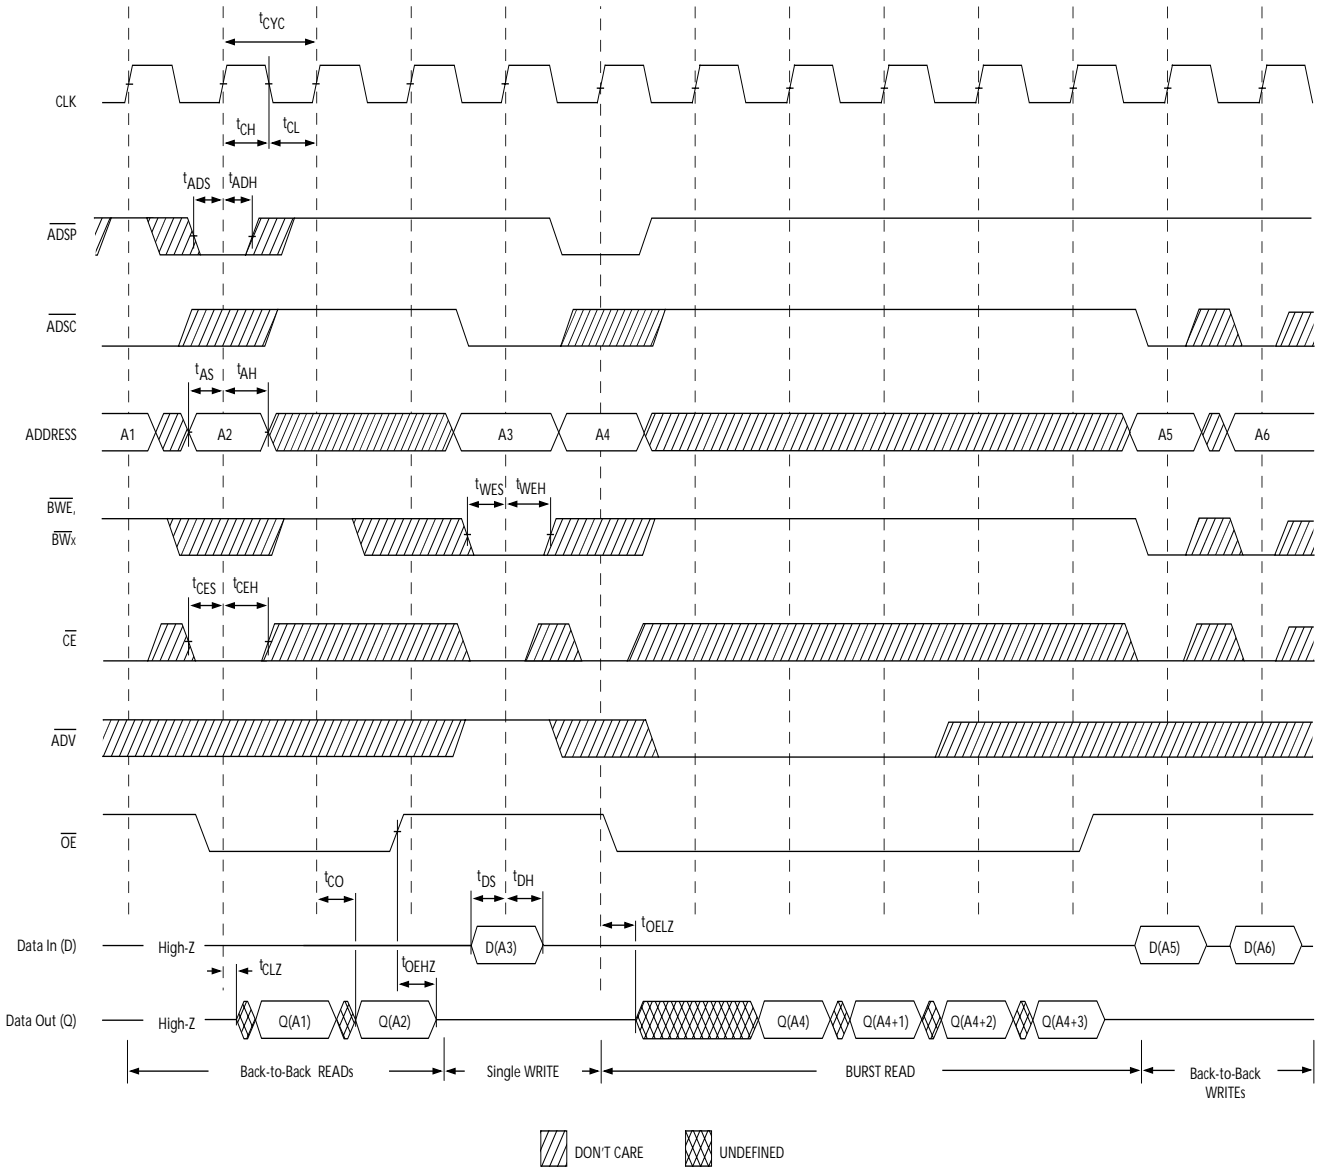 tCYC
CLK
tCH
tCL
tADS
tADH
ADSP
ADSC
tAS
tAH
ADDRESS
A1
A2
A3
A4
A5
A6
tWES
tWEH
BWE,
BWx
tCES
tCEH
CE
ADV
OE
tCO
tDS
tDH
tOELZ
Data In (D)
High-Z
D(A3)
D(A5)
D(A6)
tCLZ
tOEHZ
Data Out (Q)
High-Z
Q(A1)
Q(A2)
Q(A4)
Q(A4+1)
Q(A4+2)
Q(A4+3)
Back-to-Back READs
Single WRITE
BURST READ
Back-to-Back
WRITEs
DON'T CARE
UNDEFINED